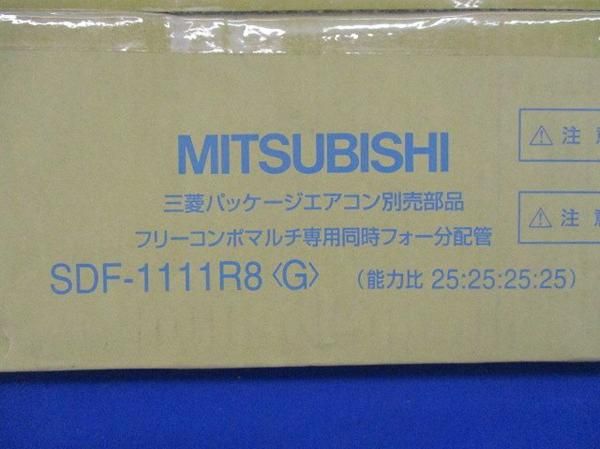 MITSUBISHI
三菱パッケージエアコン別売部品
フリーコンポマルチ専用同時フォー分配管
SDF-1111R8〈G〉 (能力比 25:25:25:25)
注
注